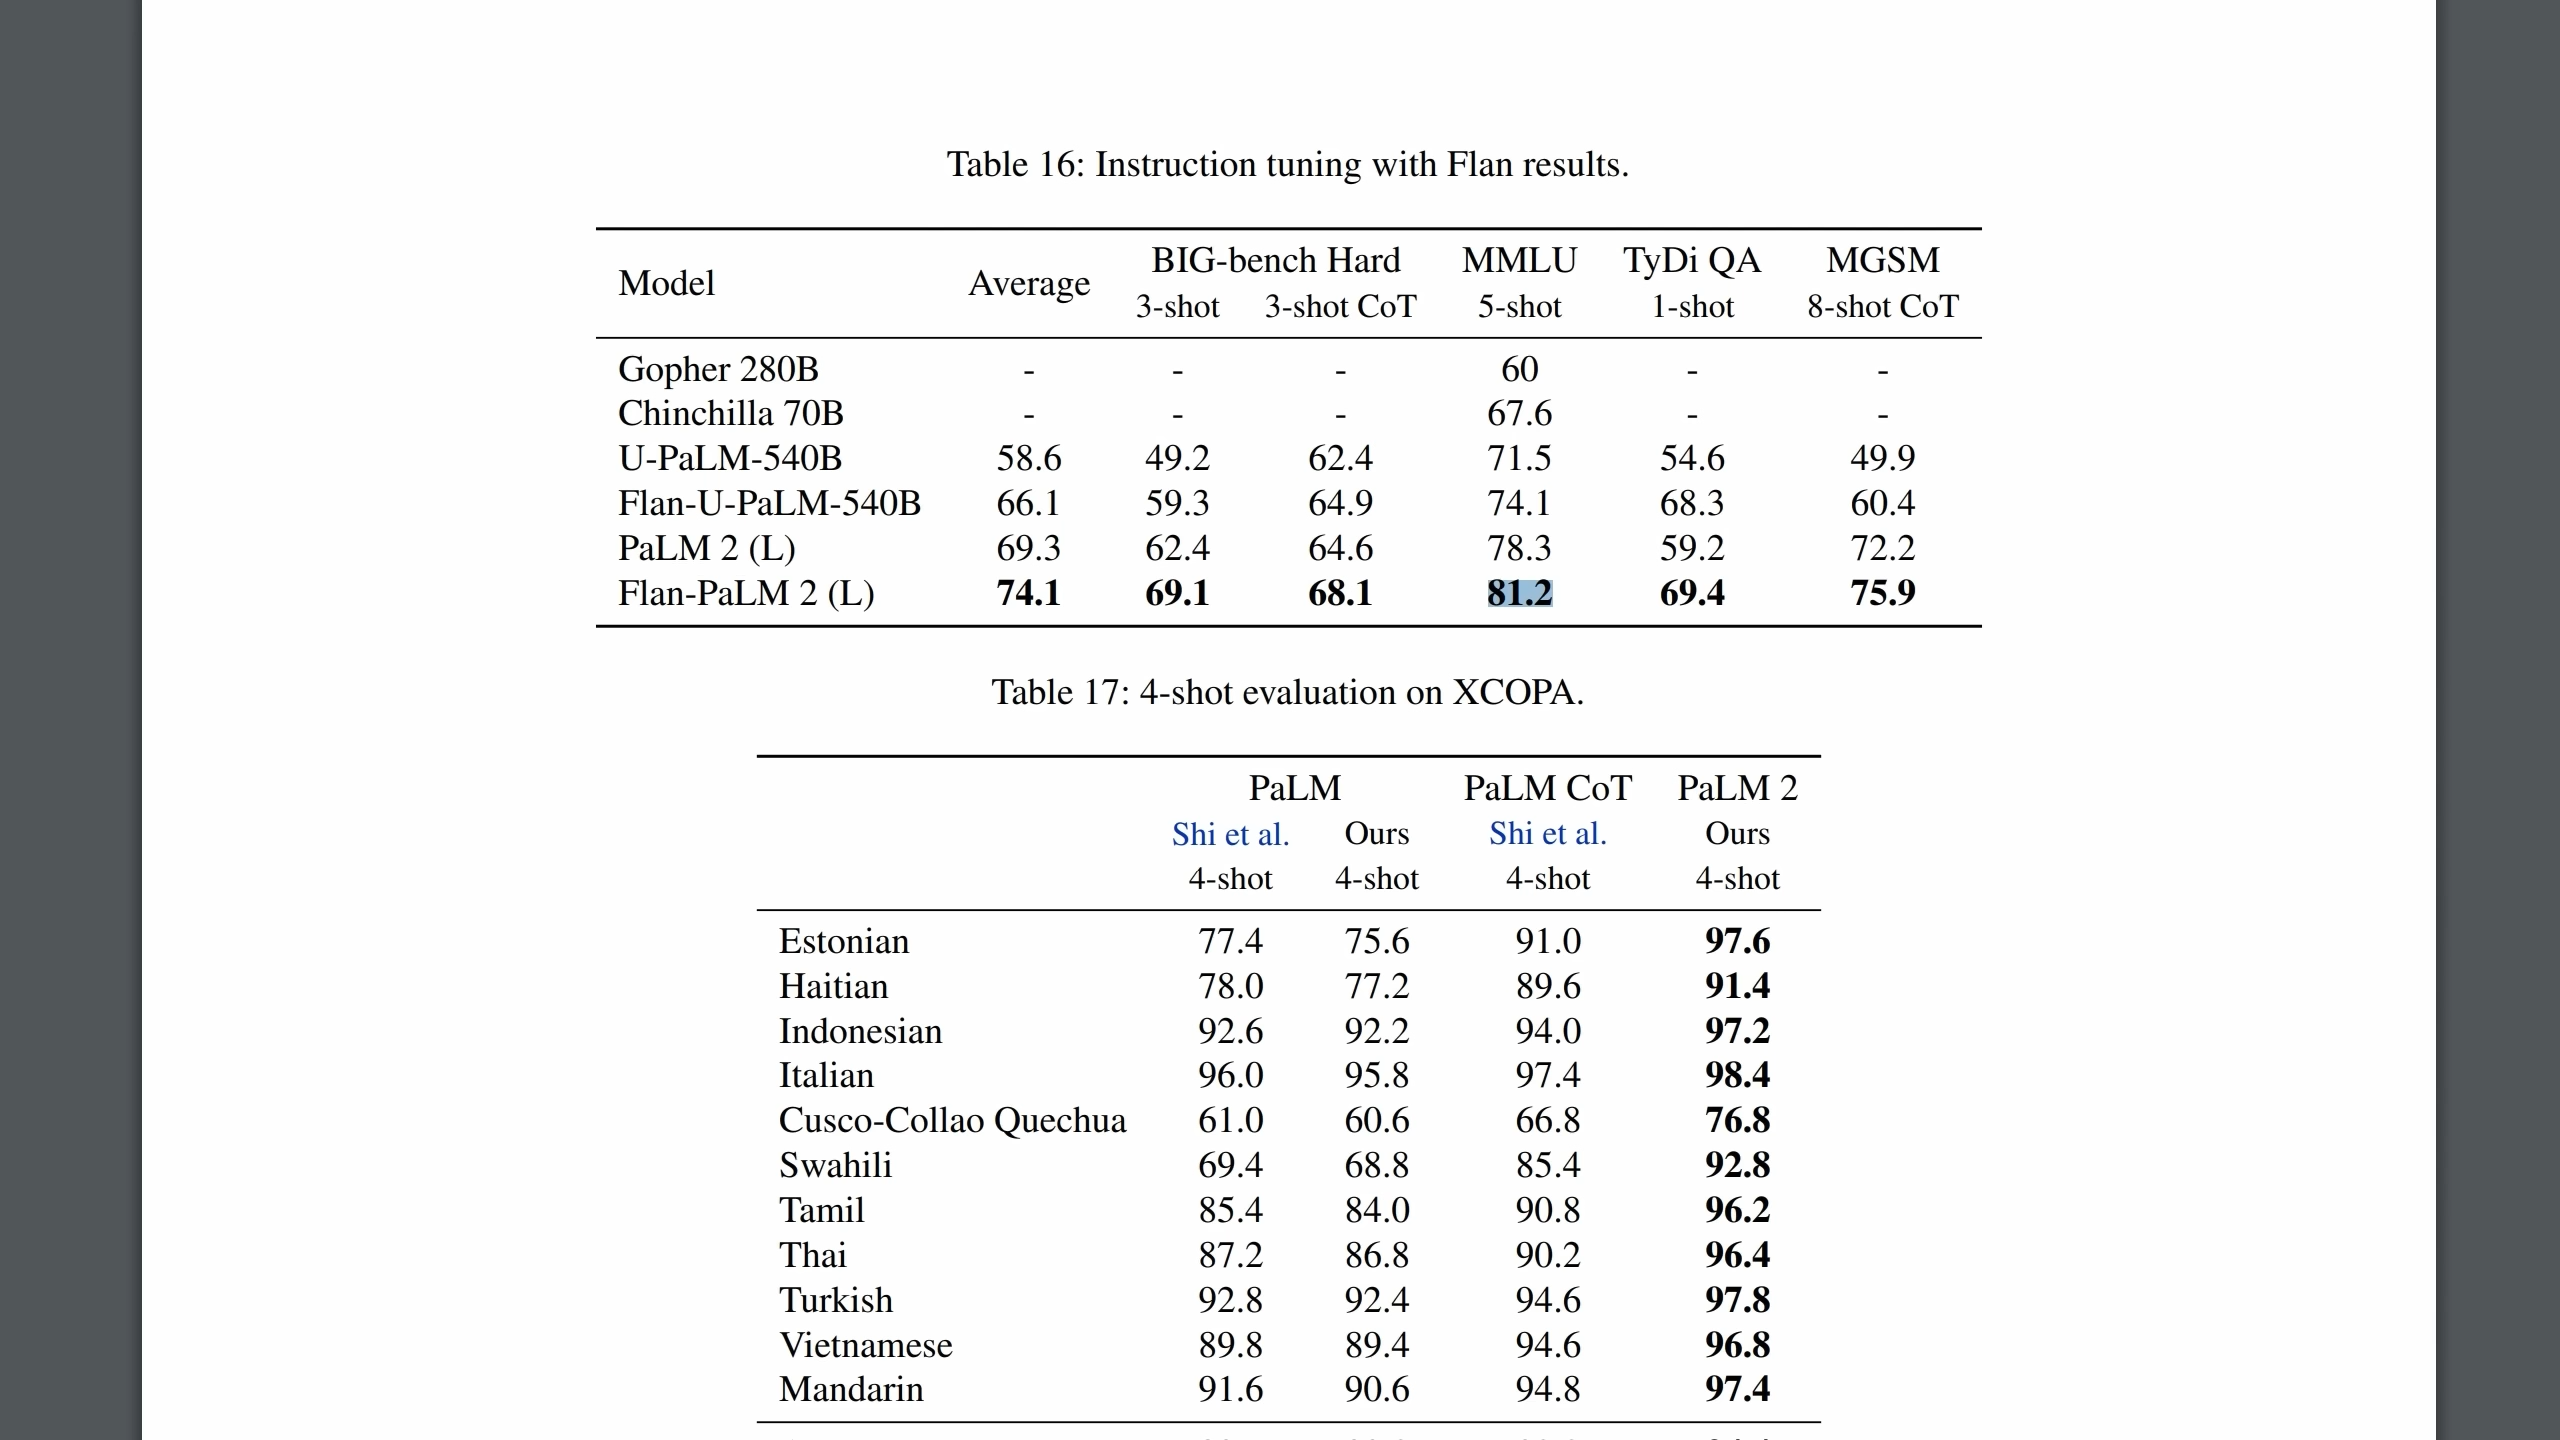 Table 16: Instruction tuning with Flan results.
Model Average BIG-bench Hard MMLU TyDi QA MGSM
3-shot 3-shot CoT 5-shot 1-shot 8-shot CoT
Gopher 280B - - - 60 - -
Chinchilla 70B - - - 67.6 - -
U-PaLM-540B 58.6 49.2 62.4 71.5 54.6 49.9
Flan-U-PaLM-540B 66.1 59.3 64.9 74.1 68.3 60.4
PaLM 2 (L) 69.3 62.4 64.6 78.3 59.2 72.2
Flan-PaLM 2 (L) 74.1 69.1 68.1 81.2 69.4 75.9
Table 17: 4-shot evaluation on XCOPA.
PaLM PaLM CoT PaLM 2
Shi et al. Ours Shi et al. Ours
4-shot 4-shot 4-shot 4-shot
Estonian 77.4 75.6 91.0 97.6
Haitian 78.0 77.2 89.6 91.4
Indonesian 92.6 92.2 94.0 97.2
Italian 96.0 95.8 97.4 98.4
Cusco-Collao Quechua 61.0 60.6 66.8 76.8
Swahili 69.4 68.8 85.4 92.8
Tamil 85.4 84.0 90.8 96.2
Thai 87.2 86.8 90.2 96.4
Turkish 92.8 92.4 94.6 97.8
Vietnamese 89.8 89.4 94.6 96.8
Mandarin 91.6 90.6 94.8 97.4